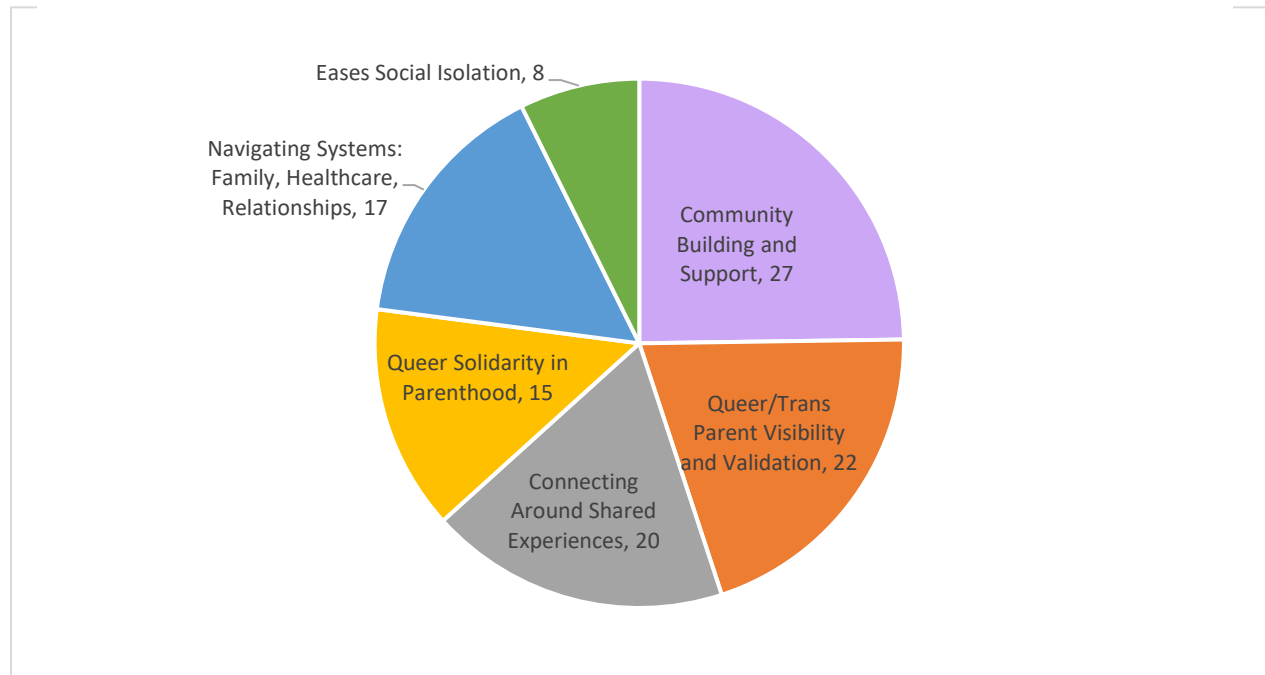 Eases Social Isolation, 8
Navigating Systems:
Family, Healthcare,
Relationships, 17
Community
Building and
Support, 27
Queer Solidarity in
Parenthood, 15
Queer/Trans
Parent Visibility
and Validation, 22
Connecting
Around Shared
Experiences, 20